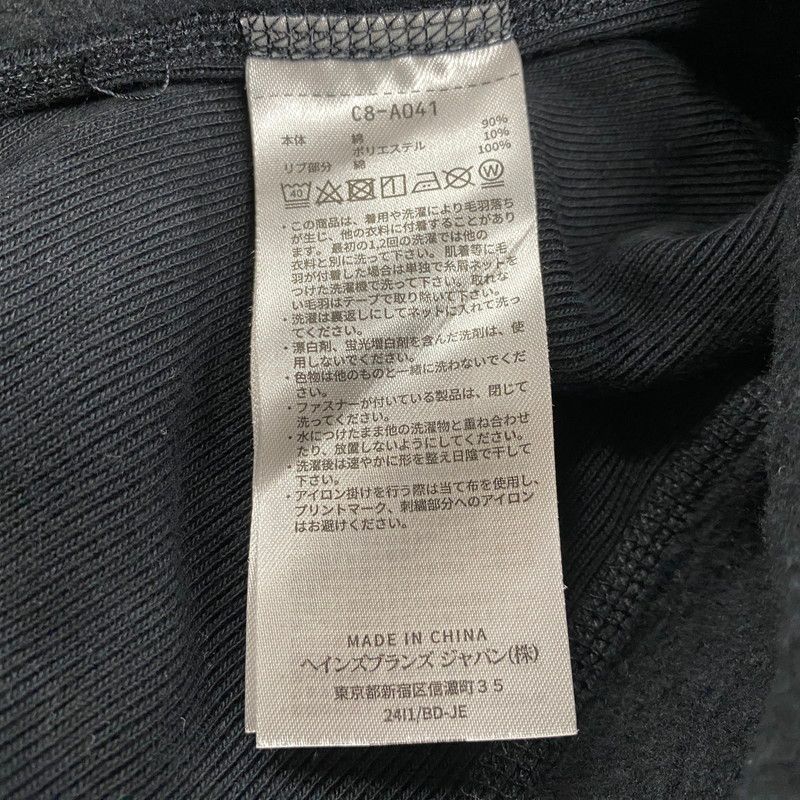 C8-A041
本体 綿 90%
ポリエステル 10%
リブ部分 綿 100%
40 W
・この商品は、着用や洗濯により毛羽落ち
が生じ、他の衣料に付着することがあり
ます。最初の1,2回の洗濯では他の
衣料と別に洗って下さい。肌着等に毛
羽が付着した場合は単独で糸屑ネットを
つけた洗濯機で洗って下さい。取れな
い毛羽はテープで取り除いて下さい。
・洗濯は裏返しにしてネットに入れて洗っ
てください。
・漂白剤、蛍光増白剤を含んだ洗剤は、使
用しないでください。
・色物は他のものと一緒に洗わないでくだ
さい。
・ファスナーが付いている製品は、閉じて
洗ってください。
・水につけたまま他の洗濯物と重ね合わせ
たり、放置しないようにしてください。
・洗濯後は速やかに形を整え日陰で干して
下さい。
・アイロン掛けを行う際は当て布を使用し、
プリントマーク、刺繍部分へのアイロン
はお避けください。
MADE IN CHINA
ヘインズブランズ ジャパン(株)
東京都新宿区信濃町35
24I1/BD-JE